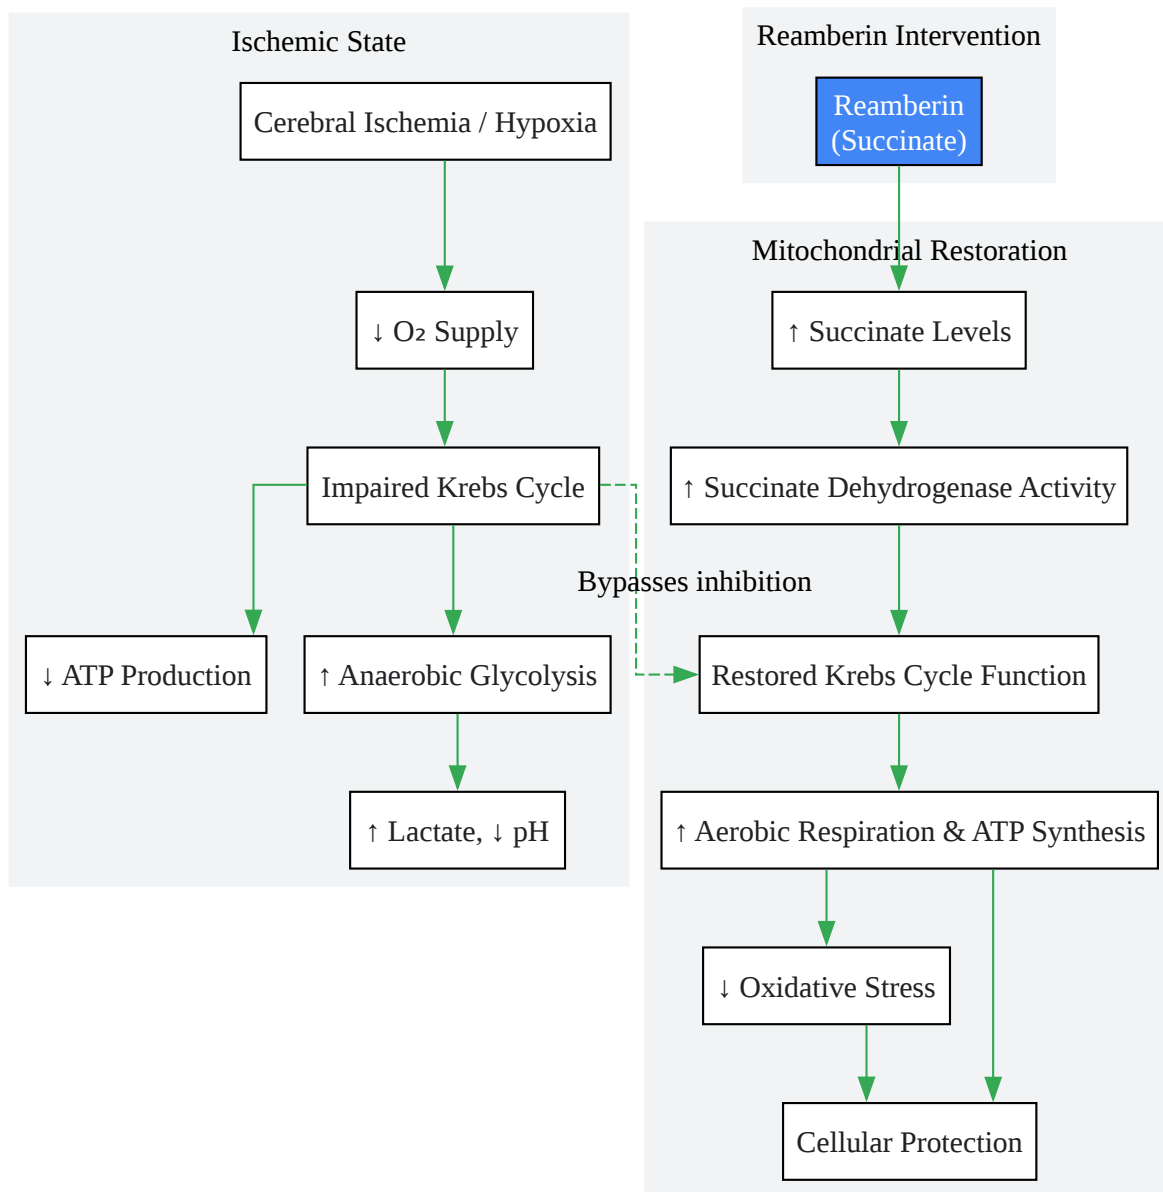 Ischemic State
Cerebral Ischemia / Hypoxia
↓ O₂ Supply
Impaired Krebs Cycle
↓ ATP Production
↑ Anaerobic Glycolysis
↑ Lactate, ↓ pH
Bypasses inhibition
Reamberin Intervention
Reamberin
(Succinate)
Mitochondrial Restoration
↑ Succinate Levels
↑ Succinate Dehydrogenase Activity
Restored Krebs Cycle Function
↑ Aerobic Respiration & ATP Synthesis
↓ Oxidative Stress
Cellular Protection